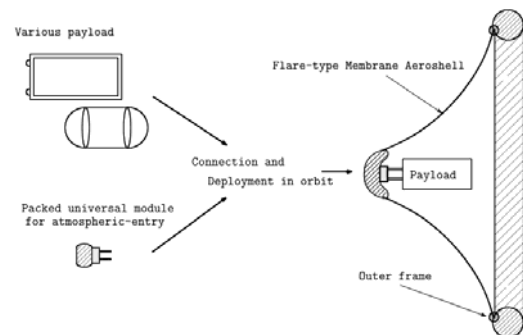 Various payload
Flare-type Membrane Aeroshell
Connection and
Deployment in orbit
Payload
Packed universal module
for atmospheric-entry
Outer frame